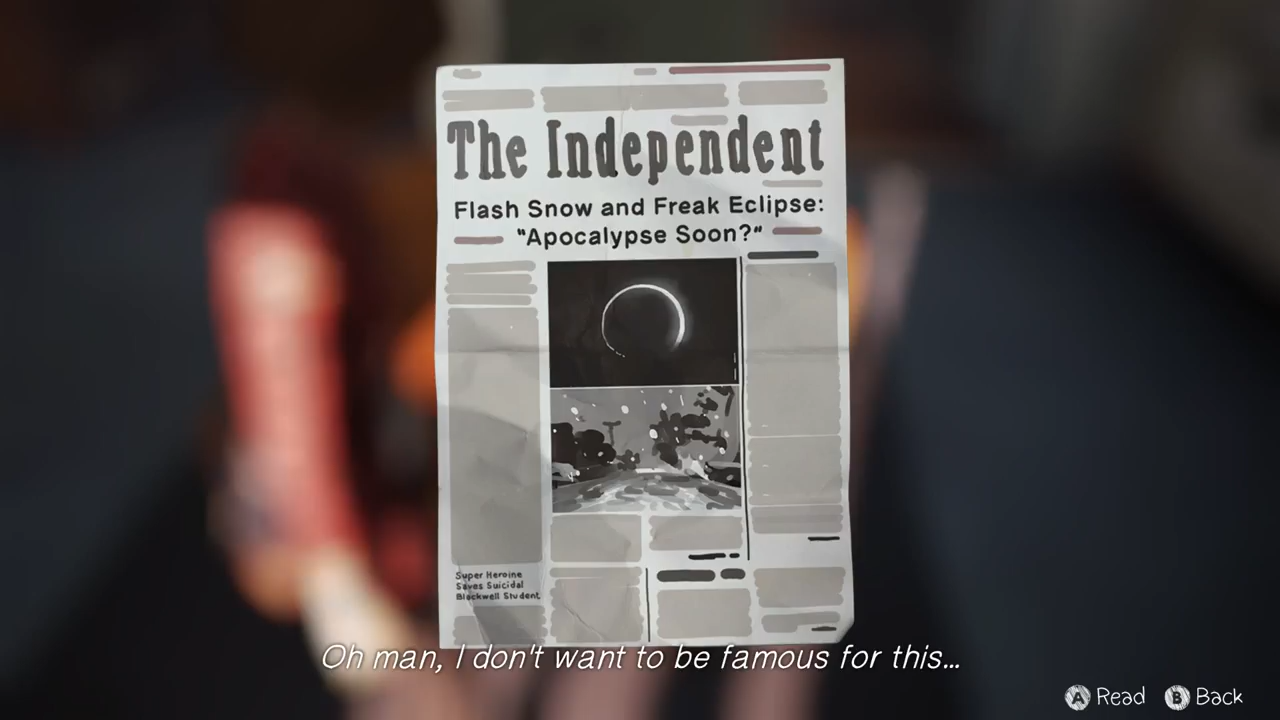 The Independent
Flash Snow and Freak Eclipse:
"Apocalypse Soon?"
Super Heroine
Saves Suicidal
Blackwell Student
Oh man, I don't want to be famous for this...
A Read B Back